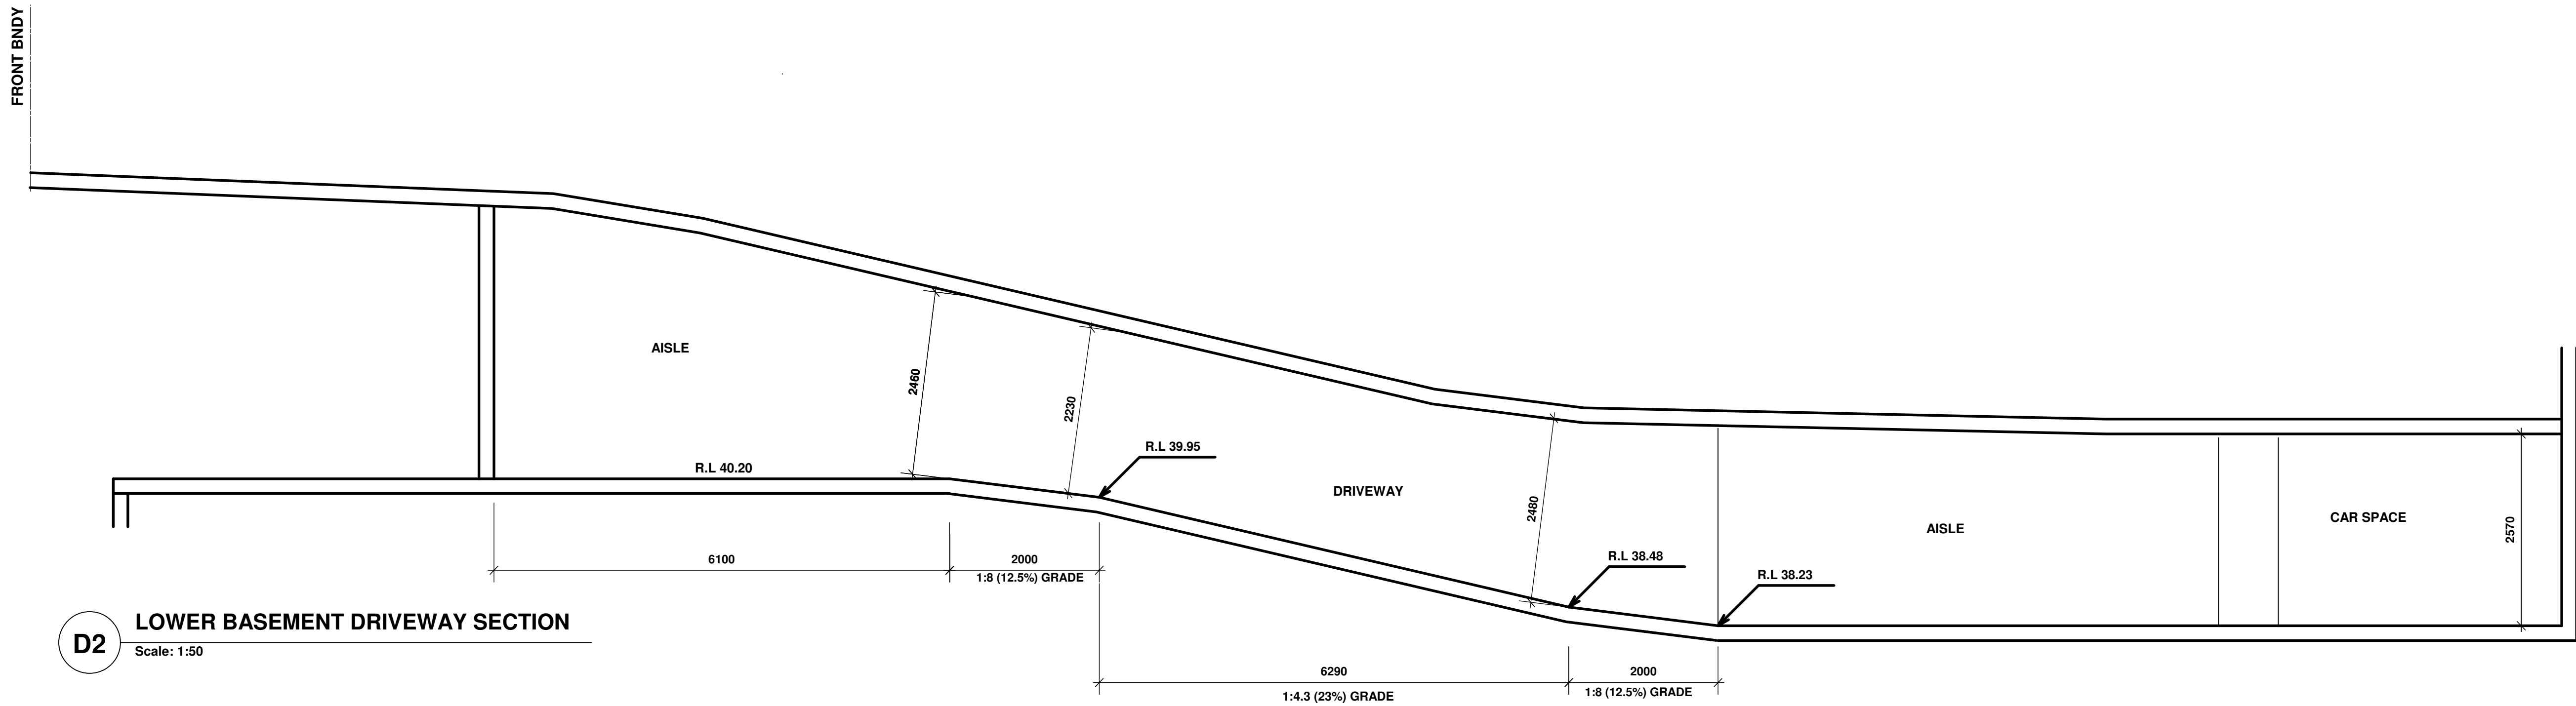 FRONT BNDY
AISLE
2460
2230
R.L 40.20
R.L 39.95
DRIVEWAY
2480
AISLE
CAR SPACE
2570
R.L 38.48
R.L 38.23
6100
2000
1:8 (12.5%) GRADE
6290
1:4.3 (23%) GRADE
2000
1:8 (12.5%) GRADE
D2
LOWER BASEMENT DRIVEWAY SECTION
Scale: 1:50